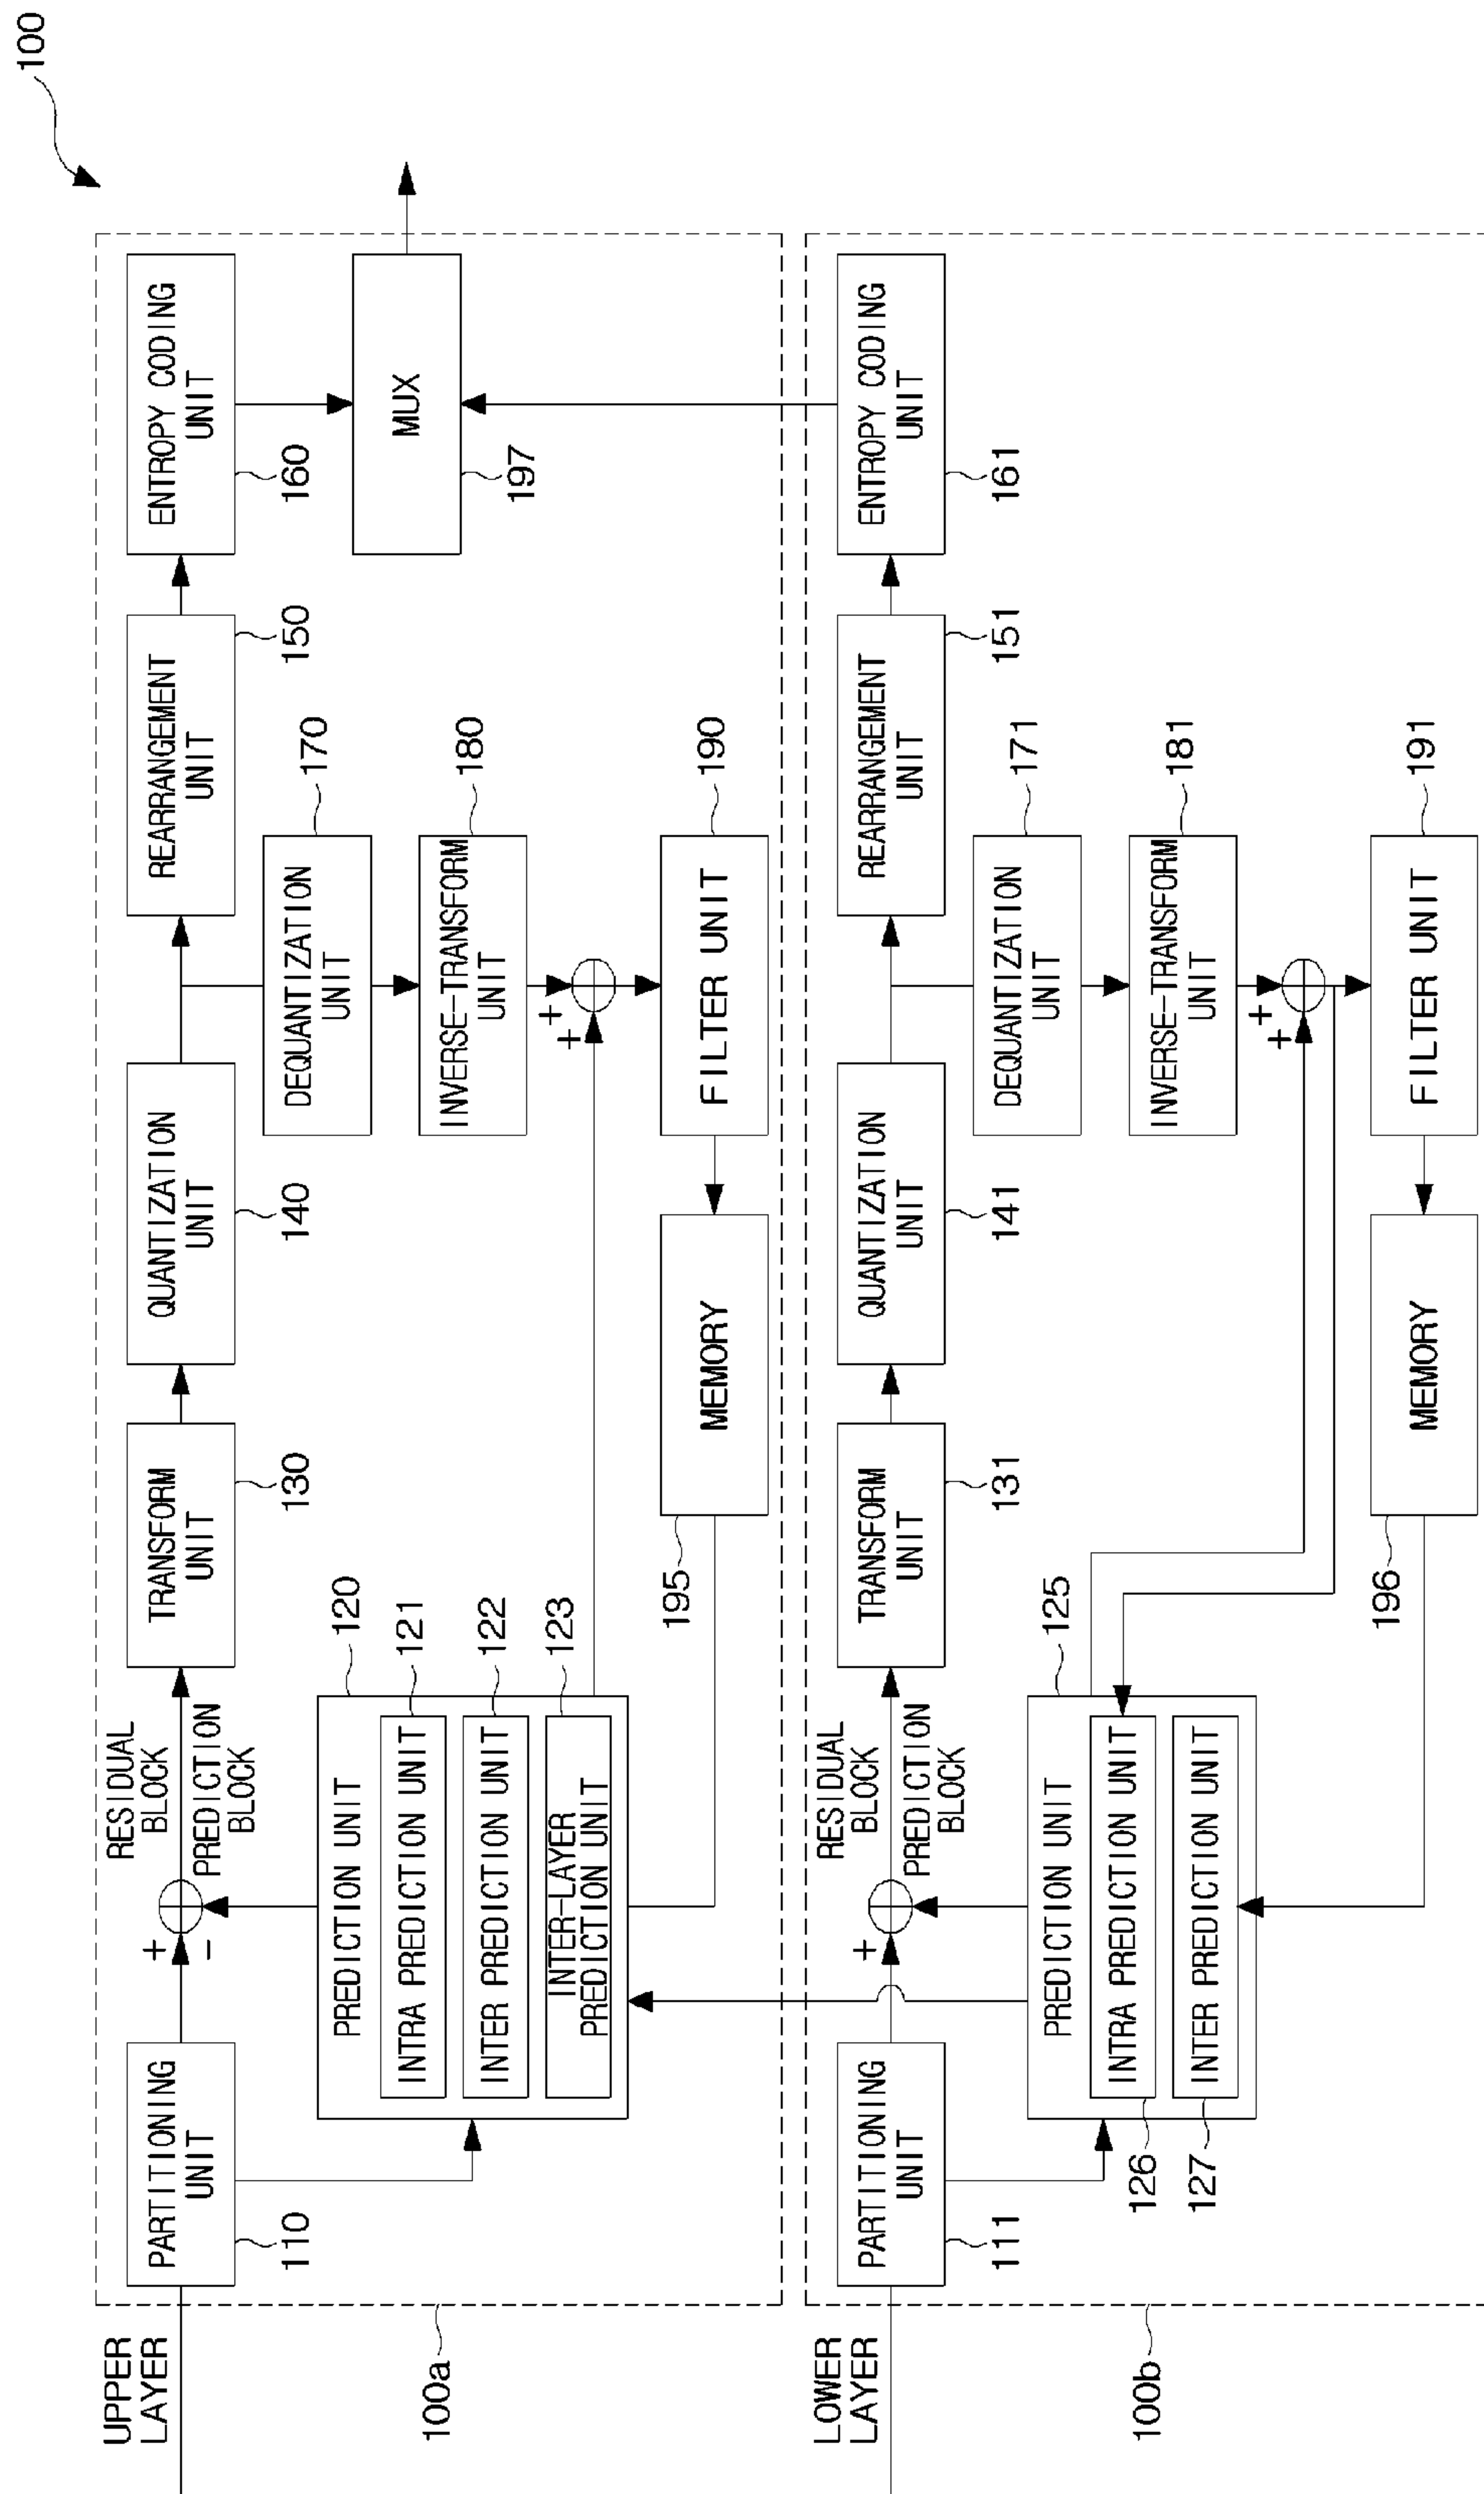 100
UPPER
LAYER
100a
PARTITIONING
UNIT
110
+
-
RESIDUAL
BLOCK
PREDICTION
BLOCK
TRANSFORM
UNIT
130
QUANTIZATION
UNIT
140
REARRANGEMENT
UNIT
150
ENTROPY CODING
UNIT
160
MUX
197
PREDICTION UNIT
120
INTRA PREDICTION UNIT
121
INTER PREDICTION UNIT
122
INTER-LAYER
PREDICTION UNIT
123
DEQUANTIZATION
UNIT
170
INVERSE-TRANSFORM
UNIT
180
+
+
FILTER UNIT
190
MEMORY
195
LOWER
LAYER
100b
PARTITIONING
UNIT
111
+
RESIDUAL
BLOCK
PREDICTION
BLOCK
TRANSFORM
UNIT
131
QUANTIZATION
UNIT
141
REARRANGEMENT
UNIT
151
ENTROPY CODING
UNIT
161
PREDICTION UNIT
125
INTRA PREDICTION UNIT
126
INTER PREDICTION UNIT
127
DEQUANTIZATION
UNIT
171
INVERSE-TRANSFORM
UNIT
181
+
+
FILTER UNIT
191
MEMORY
196